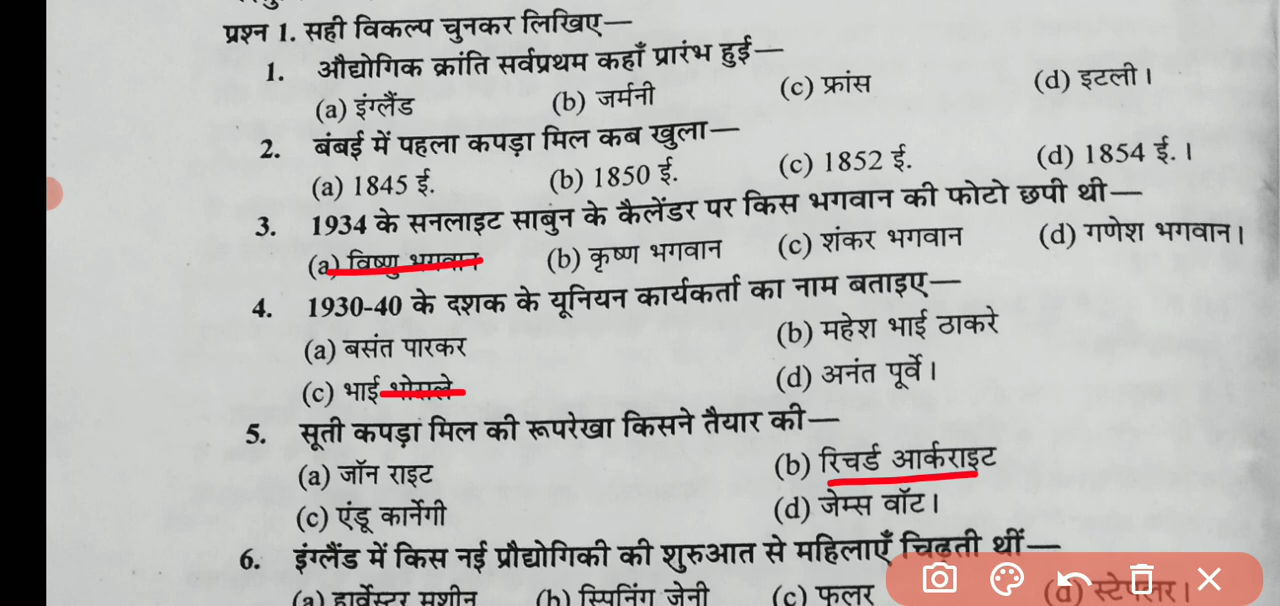 प्रश्न 1. सही विकल्प चुनकर लिखिए—
1. औद्योगिक क्रांति सर्वप्रथम कहाँ प्रारंभ हुई—
(a) इंग्लैंड (b) जर्मनी (c) फ्रांस (d) इटली।
2. बंबई में पहला कपड़ा मिल कब खुला—
(a) 1845 ई. (b) 1850 ई. (c) 1852 ई. (d) 1854 ई.।
3. 1934 के सनलाइट साबुन के कैलेंडर पर किस भगवान की फोटो छपी थी—
(a) विष्णु भगवान (b) कृष्ण भगवान (c) शंकर भगवान (d) गणेश भगवान।
4. 1930-40 के दशक के यूनियन कार्यकर्ता का नाम बताइए—
(a) बसंत पारकर (b) महेश भाई ठाकरे
(c) भाई भोसले (d) अनंत पूर्वे।
5. सूती कपड़ा मिल की रूपरेखा किसने तैयार की—
(a) जॉन राइट (b) रिचर्ड आर्कराइट
(c) एंडू कार्नेगी (d) जेम्स वॉट।
6. इंग्लैंड में किस नई प्रौद्योगिकी की शुरुआत से महिलाएँ चिढ़ती थीं—
(a) हार्वेस्टर मशीन (b) स्पिनिंग जेनी (c) फूलर (d)